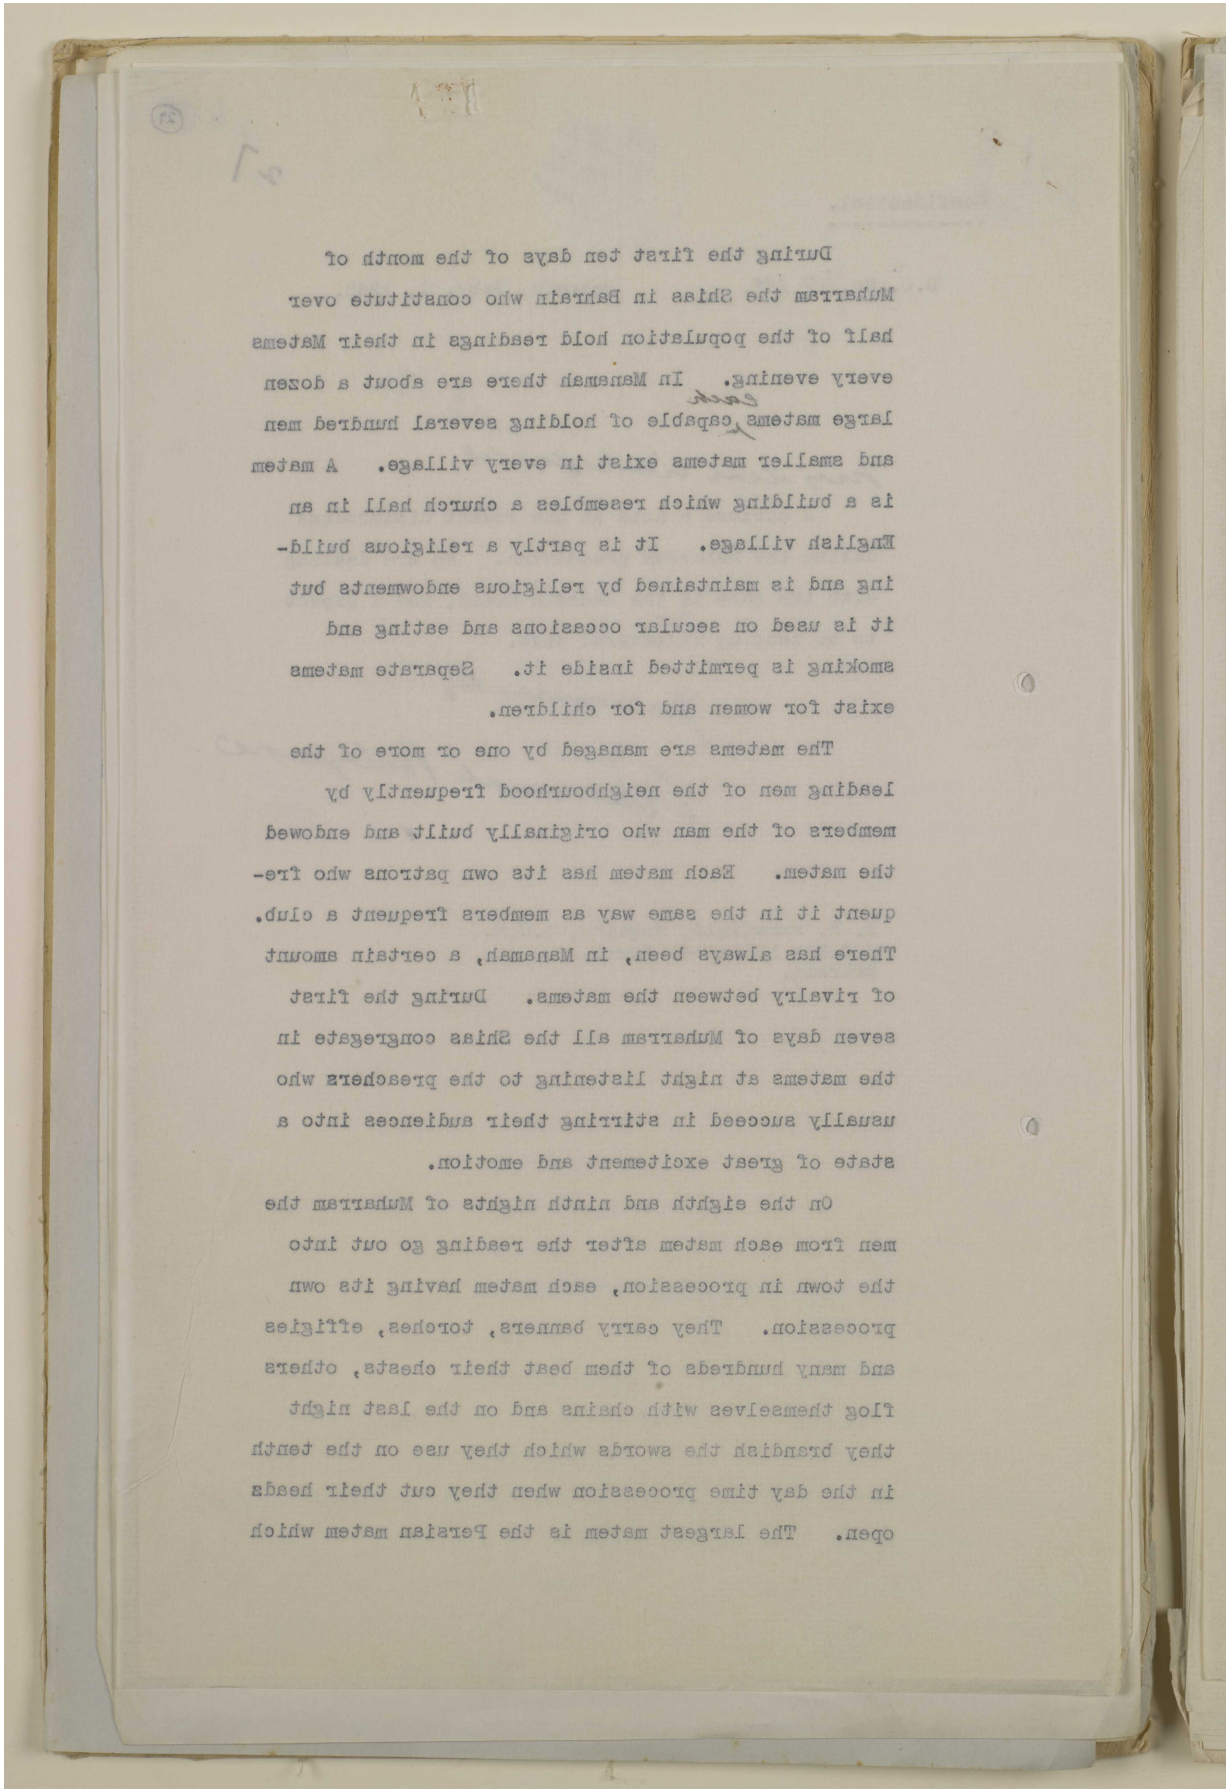 29
27
Confidential.
During the first ten days of the month of
Muharram the Shias in Bahrain who constitute over
half of the population hold readings in their Matems
every evening.   In Manamah there are about a dozen
each
large matems, capable of holding several hundred men
and smaller matems exist in every village.   A matem
is a building which resembles a church hall in an
English village.   It is partly a religious build-
ing and is maintained by religious endowments but
it is used on secular occasions and eating and
smoking is permitted inside it.   Separate matems
exist for women and for children.
The matems are managed by one or more of the
leading men of the neighbourhood frequently by
members of the man who originally built and endowed
the matem.   Each matem has its own patrons who fre-
quent it in the same way as members frequent a club.
There has always been, in Manamah, a certain amount
of rivalry between the matems.   During the first
seven days of Muharram all the Shias congregate in
the matems at night listening to the preachers who
usually succeed in stirring their audiences into a
state of great excitement and emotion.
On the eighth and ninth nights of Muharram the
men from each matem after the reading go out into
the town in procession, each matem having its own
procession.   They carry banners, torches, effigies
and many hundreds of them beat their chests, others
flog themselves with chains and on the last night
they brandish the swords which they use on the tenth
in the day time procession when they cut their heads
open.   The largest matem is the Persian matem which